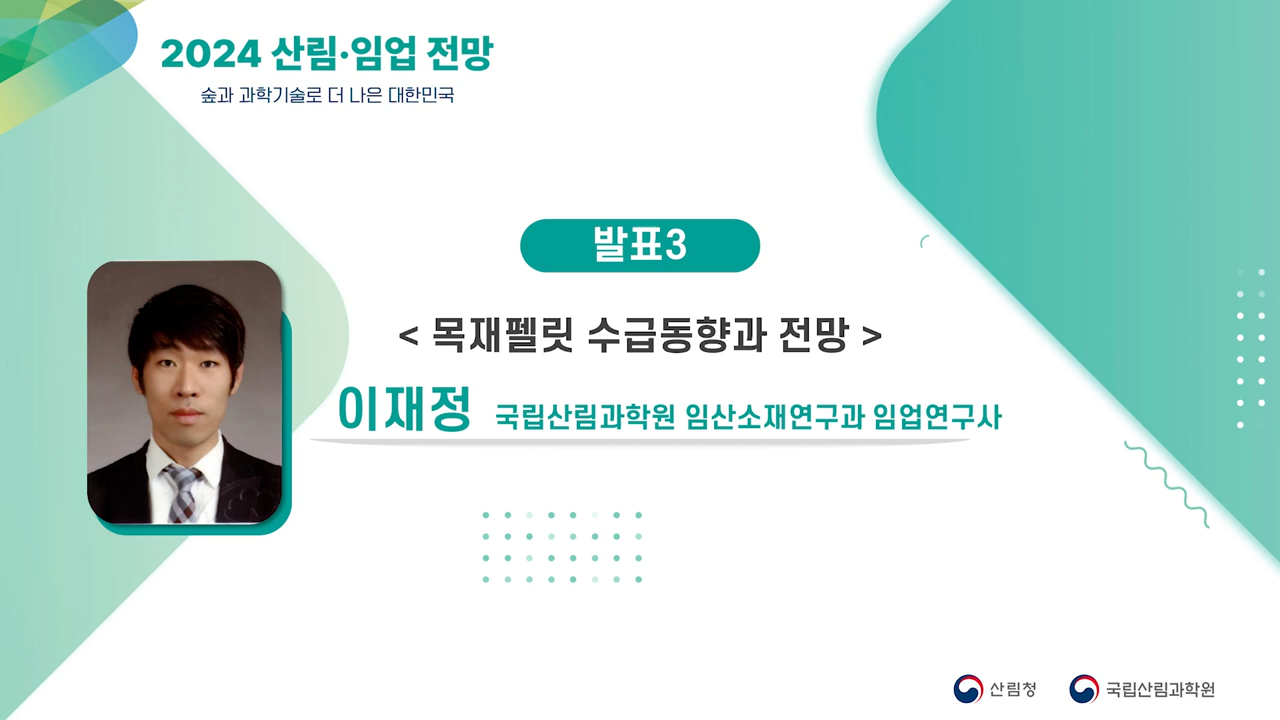 2024 산림·임업 전망
숲과 과학기술로 더 나은 대한민국
발표3
< 목재펠릿 수급동향과 전망 >
이재정 국립산림과학원 임산소재연구과 임업연구사
산림청 국립산림과학원